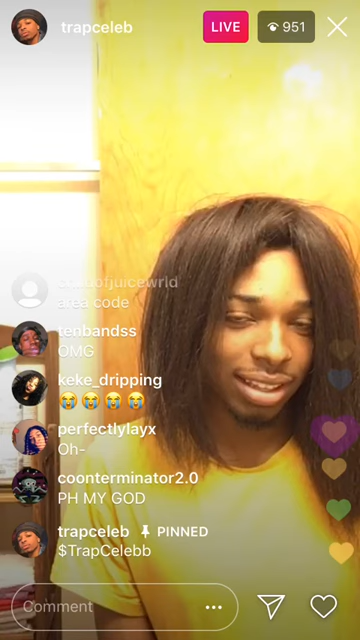 trapceleb
LIVE
951
area code
tenbandss
OMG
keke_dripping
perfectlylayx
Oh-
coonterminator2.0
PH MY GOD
trapceleb PINNED
$TrapCelebb
Comment